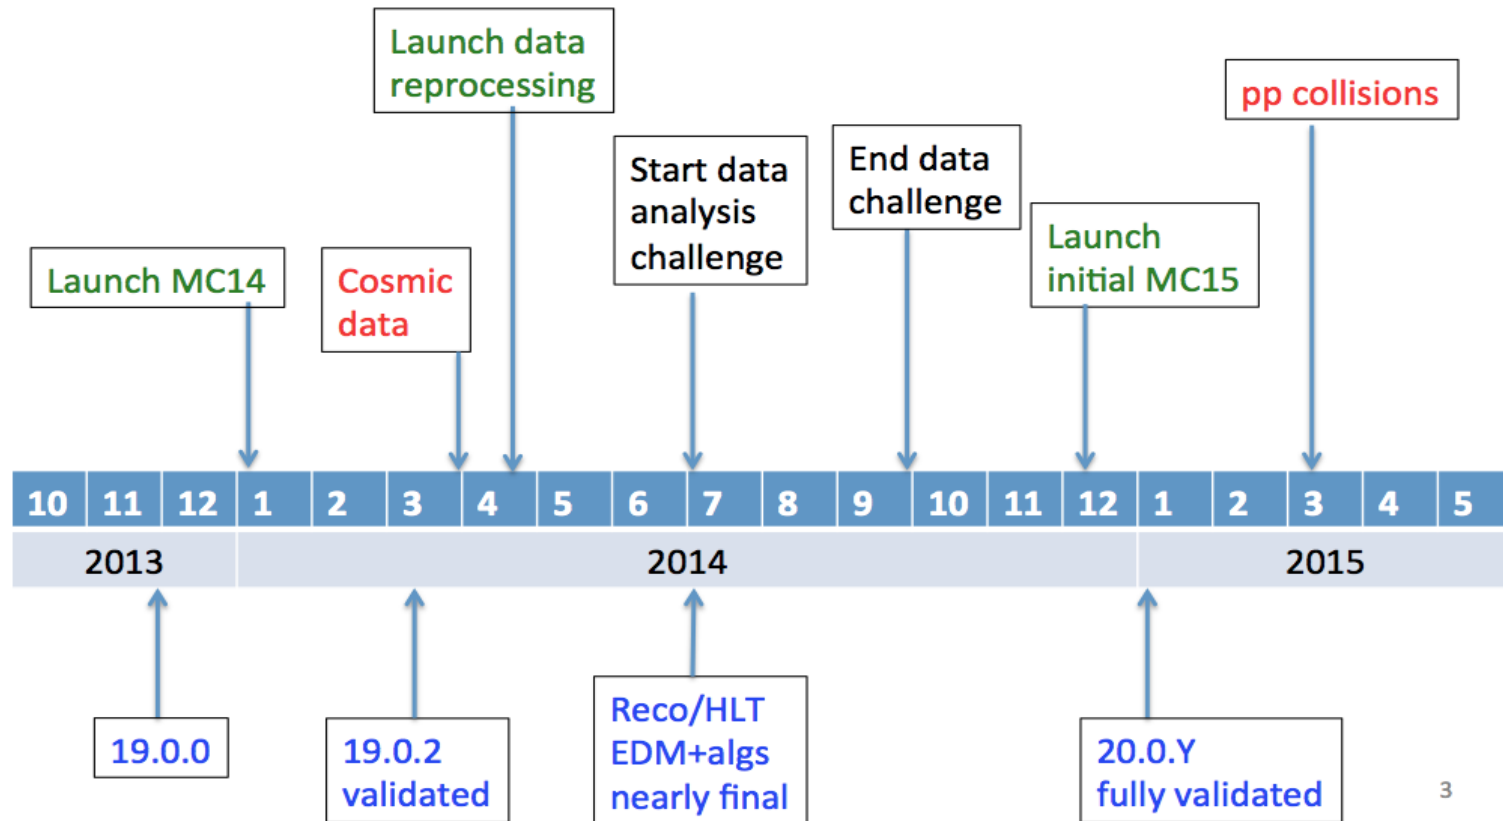 Launch data
reprocessing
pp collisions
Start data
analysis
challenge
End data
challenge
Launch
initial MC15
Launch MC14
Cosmic
data
10 11 12 1 2 3 4 5 6 7 8 9 10 11 12 1 2 3 4 5
2013 2014 2015
19.0.0
19.0.2
validated
Reco/HLT
EDM+algs
nearly final
20.0.Y
fully validated
3